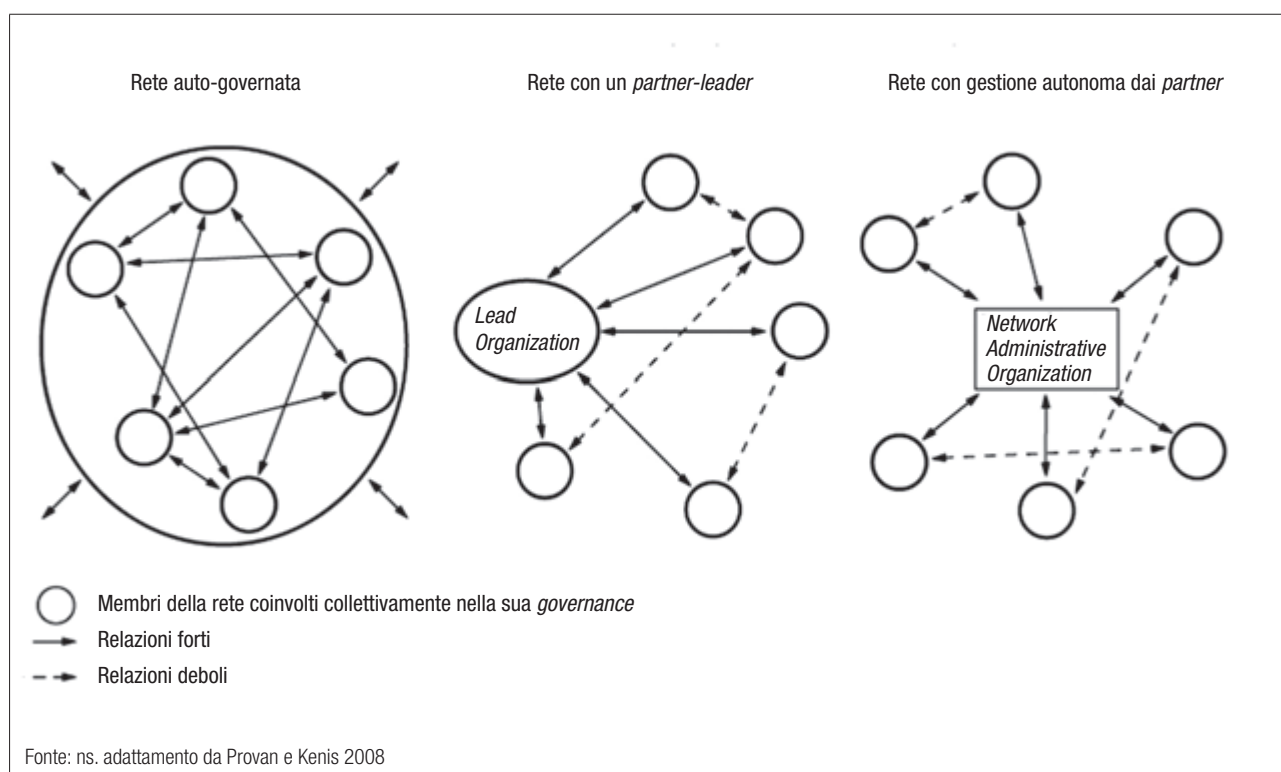 Rete auto-governata
Rete con un partner-leader
Rete con gestione autonoma dai partner
Lead
Organization
Network
Administrative
Organization
Membri della rete coinvolti collettivamente nella sua governance
Relazioni forti
Relazioni deboli
Fonte: ns. adattamento da Provan e Kenis 2008